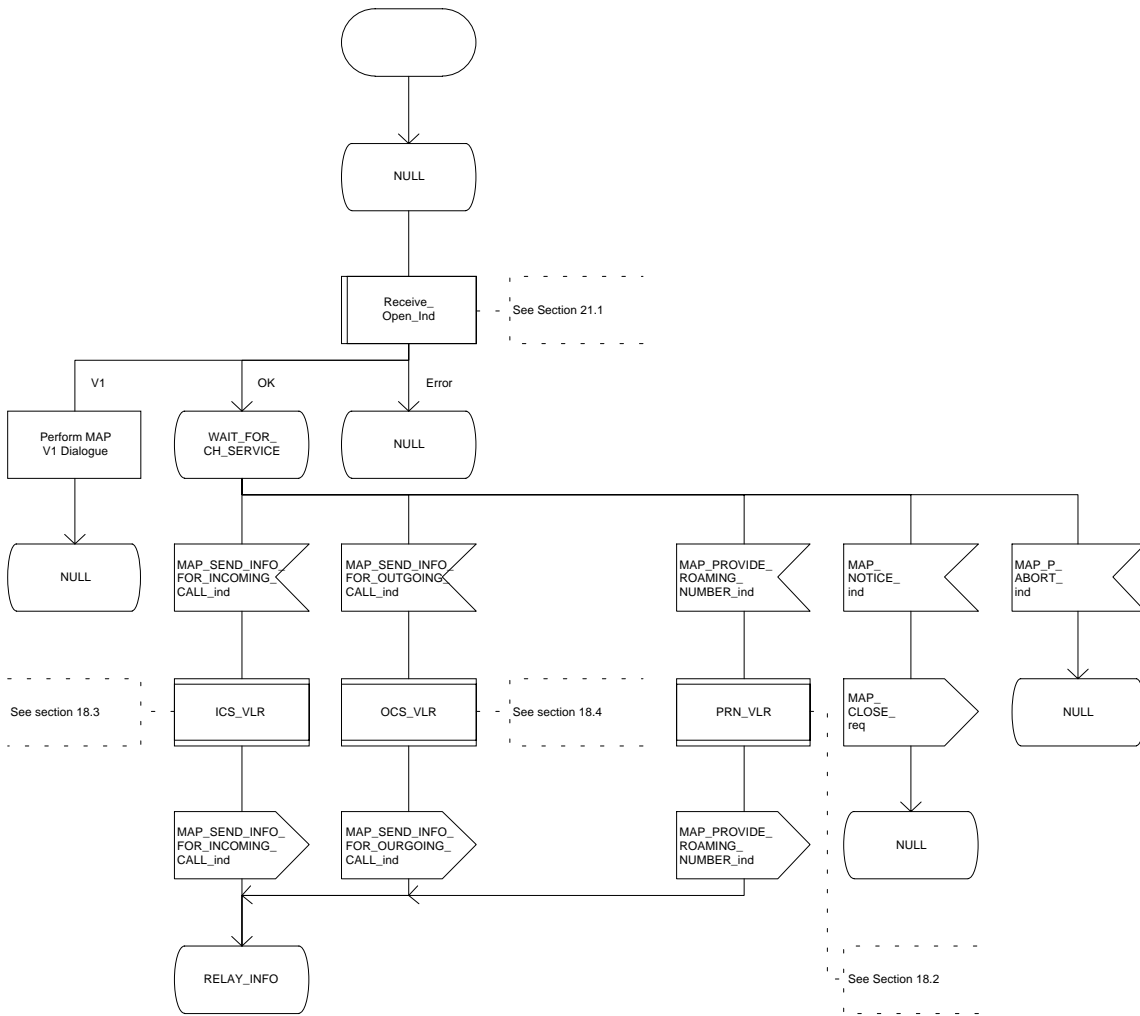 NULL
Receive_
Open_Ind
See Section 21.1
V1
OK
Error
Perform MAP
V1 Dialogue
WAIT_FOR_
CH_SERVICE
NULL
NULL
MAP_SEND_INFO_
FOR_INCOMING_
CALL_ind
MAP_SEND_INFO_
FOR_OUTGOING_
CALL_ind
MAP_PROVIDE_
ROAMING_
NUMBER_ind
MAP_
NOTICE_
ind
MAP_P_
ABORT_
ind
See section 18.3
ICS_VLR
OCS_VLR
See section 18.4
PRN_VLR
MAP_
CLOSE_
req
NULL
MAP_SEND_INFO_
FOR_INCOMING_
CALL_ind
MAP_SEND_INFO_
FOR_OURGOING_
CALL_ind
MAP_PROVIDE_
ROAMING_
NUMBER_ind
NULL
RELAY_INFO
See Section 18.2